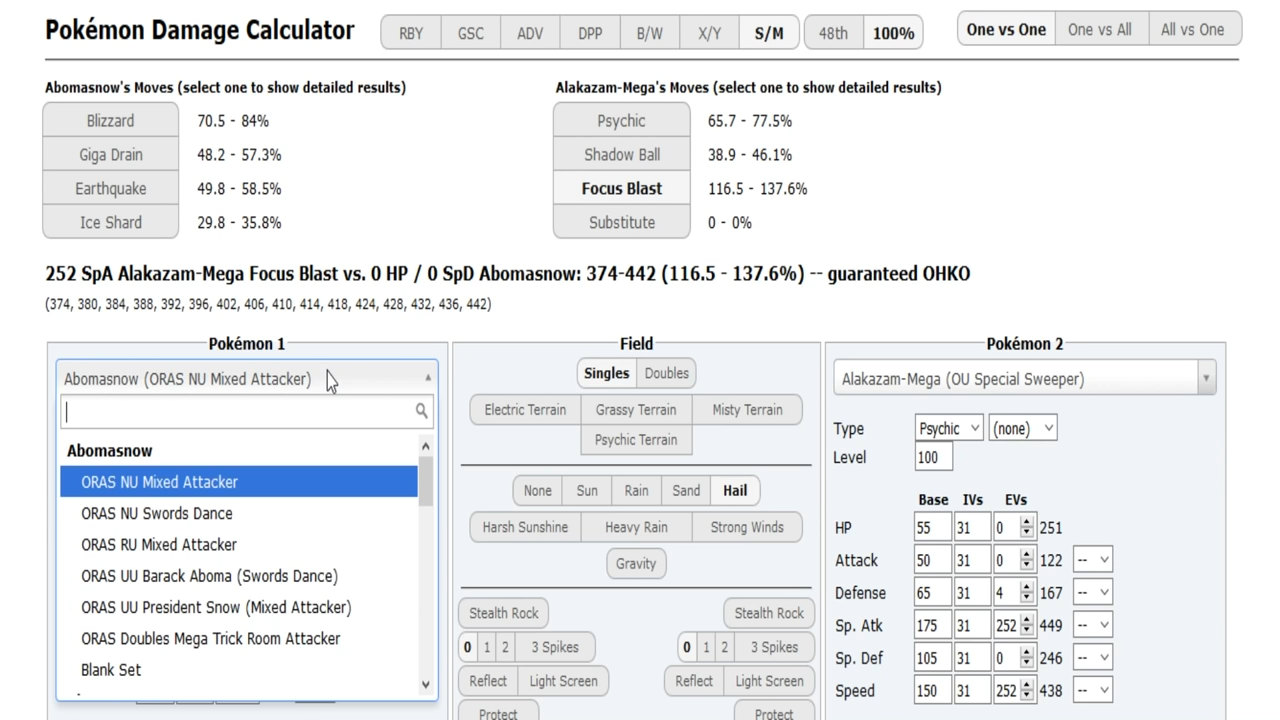 Pokémon Damage Calculator
RBY GSC ADV DPP B/W X/Y S/M 48th 100% One vs One One vs All All vs One
Abomasnow's Moves (select one to show detailed results)
Blizzard 70.5 - 84%
Giga Drain 48.2 - 57.3%
Earthquake 49.8 - 58.5%
Ice Shard 29.8 - 35.8%
Alakazam-Mega's Moves (select one to show detailed results)
Psychic 65.7 - 77.5%
Shadow Ball 38.9 - 46.1%
Focus Blast 116.5 - 137.6%
Substitute 0 - 0%
252 SpA Alakazam-Mega Focus Blast vs. 0 HP / 0 SpD Abomasnow: 374-442 (116.5 - 137.6%) -- guaranteed OHKO
(374, 380, 384, 388, 392, 396, 402, 406, 410, 414, 418, 424, 428, 432, 436, 442)
Pokémon 1
Abomasnow (ORAS NU Mixed Attacker)
Abomasnow
ORAS NU Mixed Attacker
ORAS NU Swords Dance
ORAS RU Mixed Attacker
ORAS UU Barack Aboma (Swords Dance)
ORAS UU President Snow (Mixed Attacker)
ORAS Doubles Mega Trick Room Attacker
Blank Set
Field
Singles Doubles
Electric Terrain Grassy Terrain Misty Terrain
Psychic Terrain
None Sun Rain Sand Hail
Harsh Sunshine Heavy Rain Strong Winds
Gravity
Stealth Rock Stealth Rock
0 1 2 3 Spikes 0 1 2 3 Spikes
Reflect Light Screen Reflect Light Screen
Protect Protect
Pokémon 2
Alakazam-Mega (OU Special Sweeper)
Type Psychic (none)
Level 100
Base IVs EVs
HP 55 31 0 251
Attack 50 31 0 122 --
Defense 65 31 4 167 --
Sp. Atk 175 31 252 449 --
Sp. Def 105 31 0 246 --
Speed 150 31 252 438 --